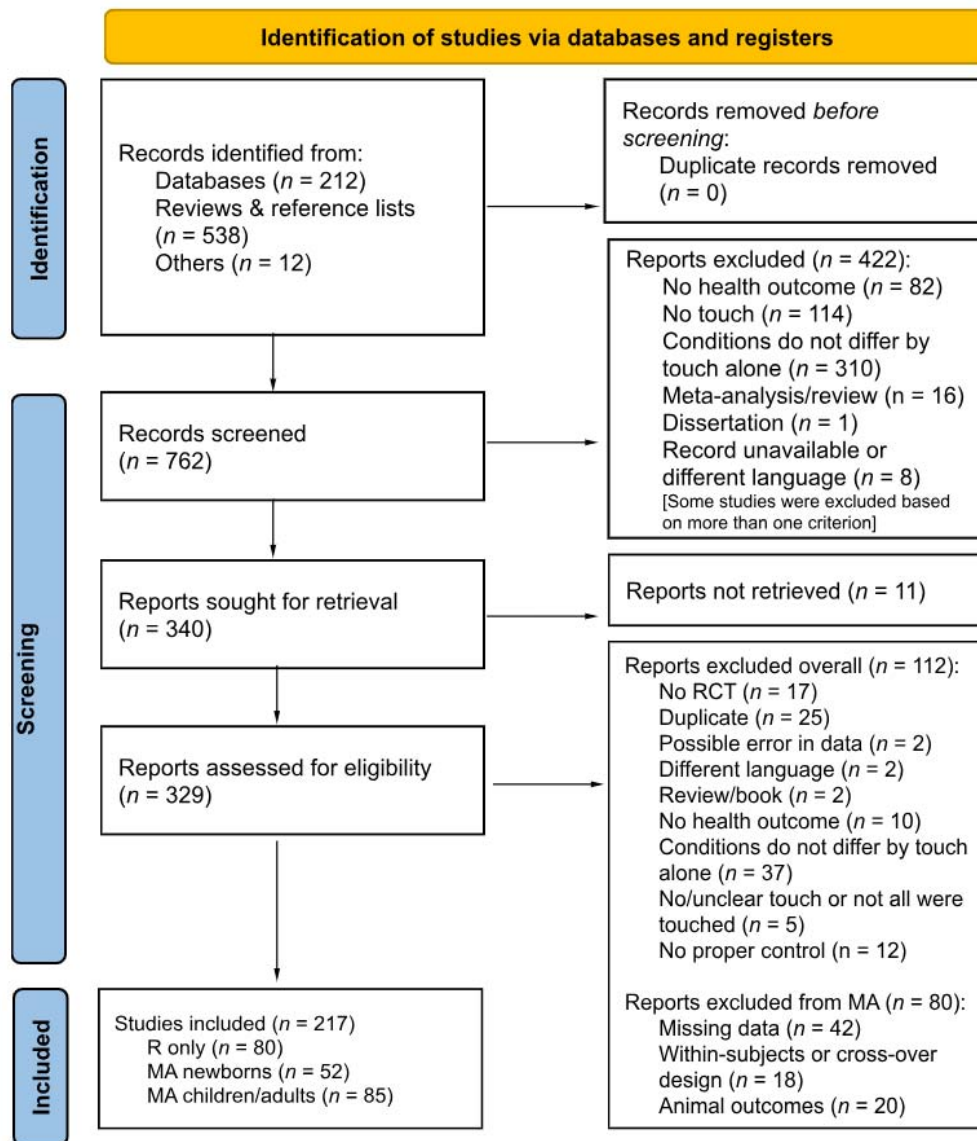 Identification of studies via databases and registers
Identification
Records identified from:
Databases (n = 212)
Reviews & reference lists
(n = 538)
Others (n = 12)
Records removed before
screening:
Duplicate records removed
(n = 0)
Screening
Records screened
(n = 762)
Reports excluded (n = 422):
No health outcome (n = 82)
No touch (n = 114)
Conditions do not differ by
touch alone (n = 310)
Meta-analysis/review (n = 16)
Dissertation (n = 1)
Record unavailable or
different language (n = 8)
[Some studies were excluded based
on more than one criterion]
Reports sought for retrieval
(n = 340)
Reports not retrieved (n = 11)
Reports assessed for eligibility
(n = 329)
Reports excluded overall (n = 112):
No RCT (n = 17)
Duplicate (n = 25)
Possible error in data (n = 2)
Different language (n = 2)
Review/book (n = 2)
No health outcome (n = 10)
Conditions do not differ by touch
alone (n = 37)
No/unclear touch or not all were
touched (n = 5)
No proper control (n = 12)
Reports excluded from MA (n = 80):
Missing data (n = 42)
Within-subjects or cross-over
design (n = 18)
Animal outcomes (n = 20)
Included
Studies included (n = 217)
R only (n = 80)
MA newborns (n = 52)
MA children/adults (n = 85)